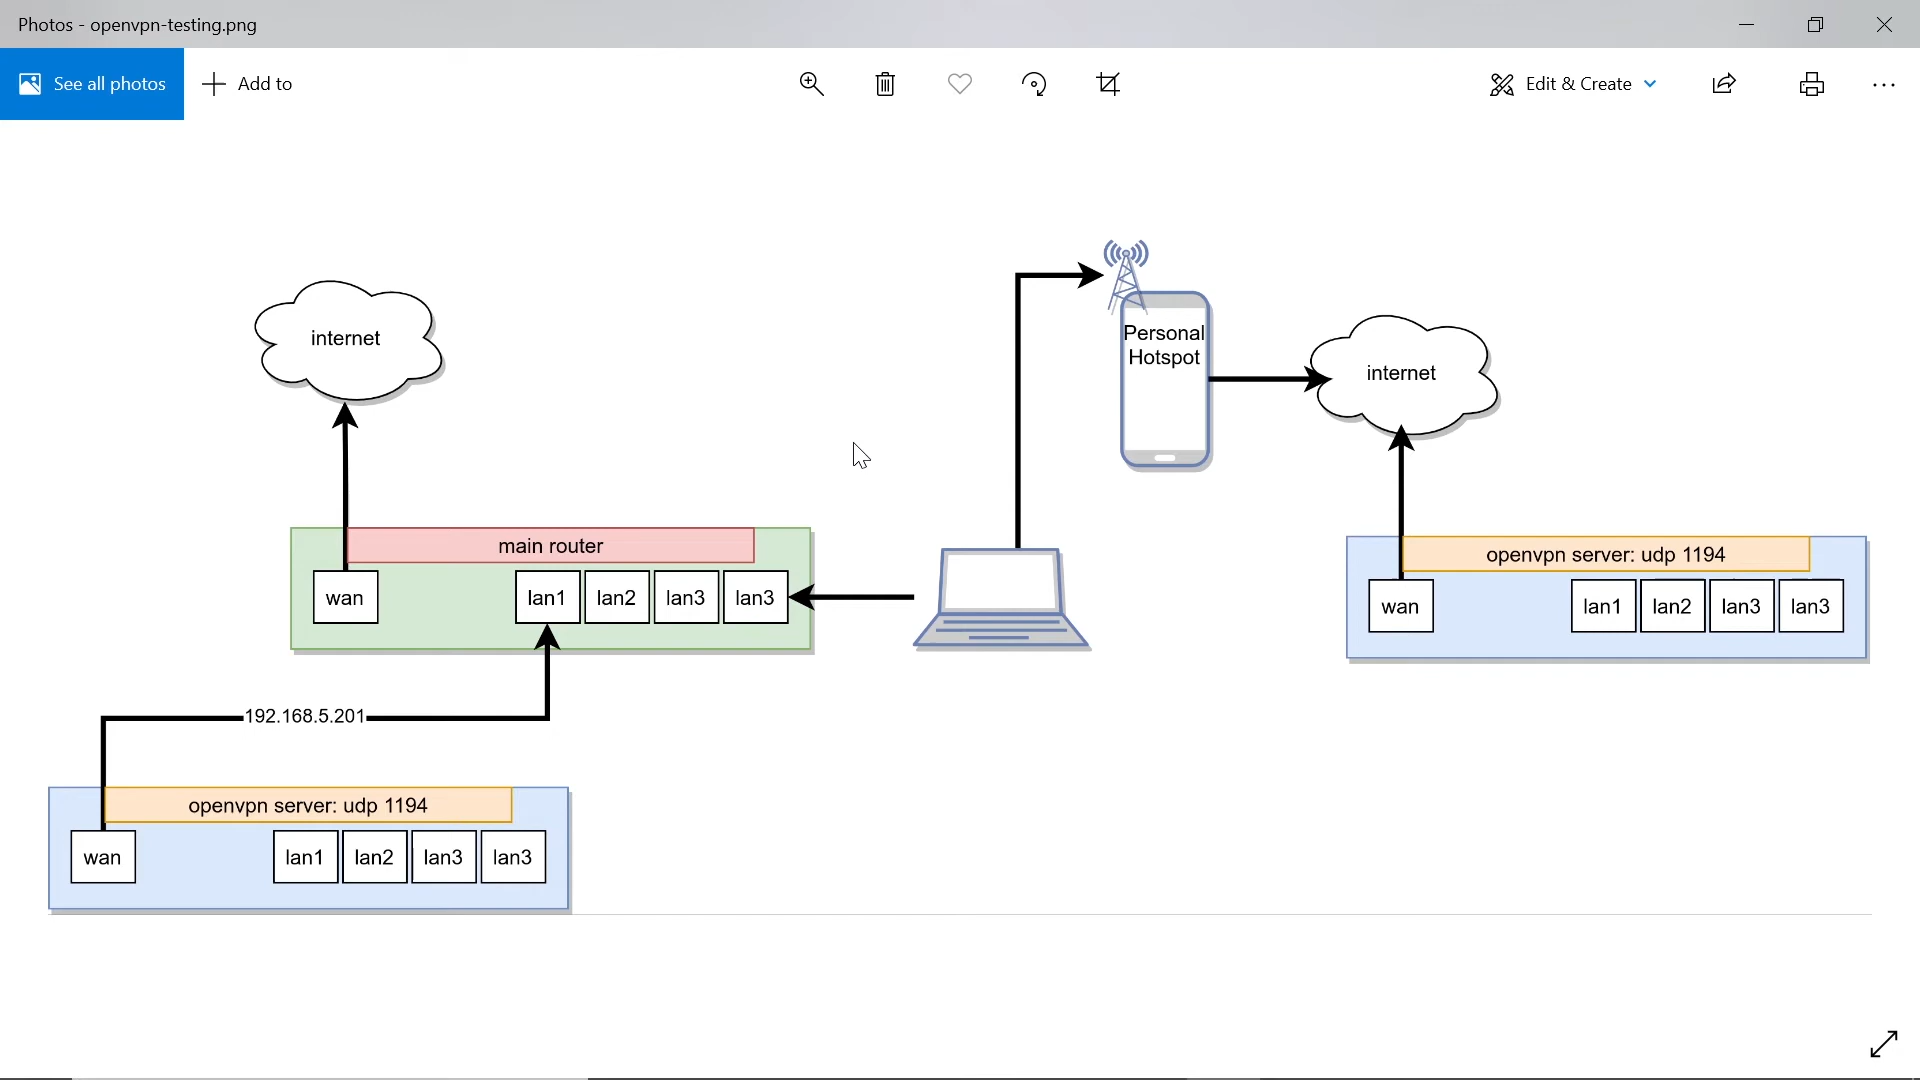 Photos - openvpn-testing.png
See all photos
Add to
Edit & Create
internet
Personal
Hotspot
internet
main router
wan
lan1
lan2
lan3
lan3
openvpn server: udp 1194
wan
lan1
lan2
lan3
lan3
192.168.5.201
openvpn server: udp 1194
wan
lan1
lan2
lan3
lan3